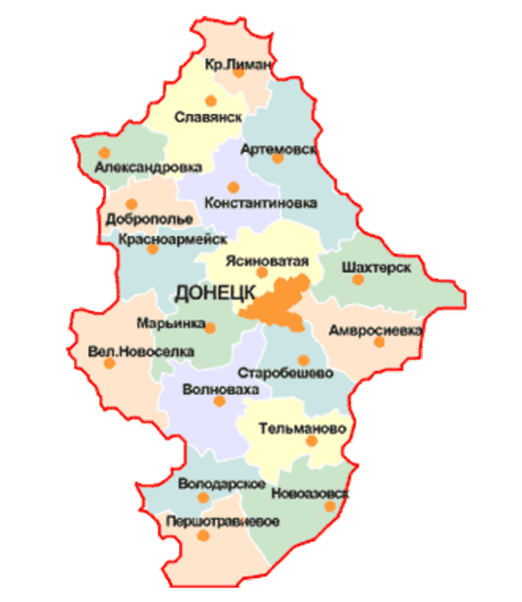 Кр.Лиман
Славянск
Артемовск
Александровка
Константиновка
Доброполье
Красноармейск
Ясиноватая
Шахтерск
ДОНЕЦК
Марьинка
Амвросиевка
Вел.Новоселка
Старобешево
Волноваха
Тельманово
Володарское
Новоазовск
Першотравневое